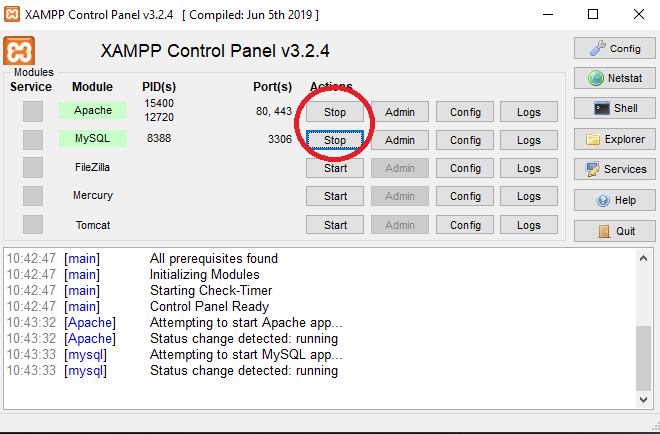 XAMPP Control Panel v3.2.4 [ Compiled: Jun 5th 2019 ]
XAMPP Control Panel v3.2.4
Config
Modules
Service Module PID(s) Port(s) Actions
Netstat
Apache 15400 12720 80, 443 Stop Admin Config Logs
Shell
MySQL 8388 3306 Stop Admin Config Logs
Explorer
FileZilla Start Admin Config Logs
Services
Mercury Start Admin Config Logs
Help
Tomcat Start Admin Config Logs
Quit
10:42:47 [main] All prerequisites found
10:42:47 [main] Initializing Modules
10:42:47 [main] Starting Check-Timer
10:42:47 [main] Control Panel Ready
10:43:32 [Apache] Attempting to start Apache app...
10:43:32 [Apache] Status change detected: running
10:43:33 [mysql] Attempting to start MySQL app...
10:43:33 [mysql] Status change detected: running